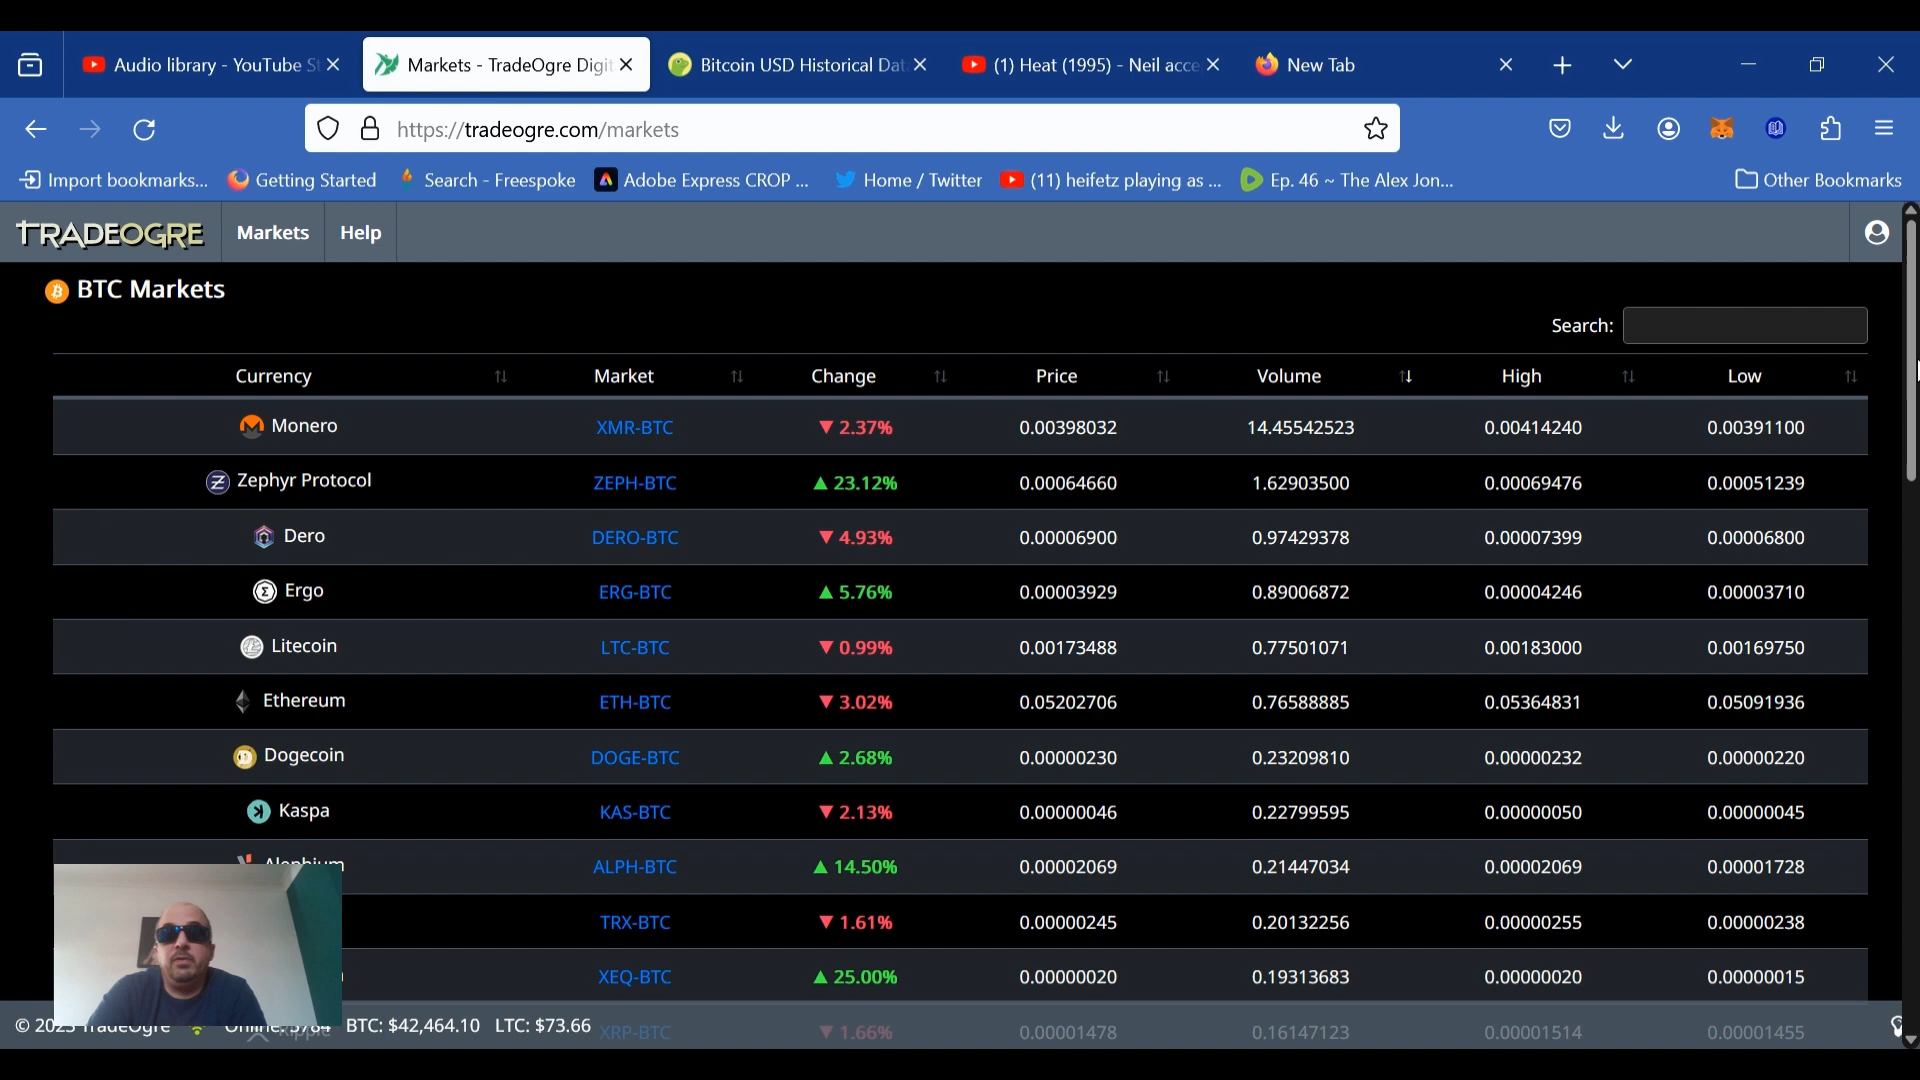 Audio library - YouTube St
Markets - TradeOgre Digit
Bitcoin USD Historical Dat
(1) Heat (1995) - Neil acce
New Tab
https://tradeogre.com/markets
Import bookmarks...
Getting Started
Search - Freespoke
Adobe Express CROP ...
Home / Twitter
(11) heifetz playing as ...
Ep. 46 ~ The Alex Jon...
Other Bookmarks
TRADEOGRE Markets Help
BTC Markets
Search:
Currency Market Change Price Volume High Low
Monero XMR-BTC ▼ 2.37% 0.00398032 14.45542523 0.00414240 0.00391100
Zephyr Protocol ZEPH-BTC ▲ 23.12% 0.00064660 1.62903500 0.00069476 0.00051239
Dero DERO-BTC ▼ 4.93% 0.00006900 0.97429378 0.00007399 0.00006800
Ergo ERG-BTC ▲ 5.76% 0.00003929 0.89006872 0.00004246 0.00003710
Litecoin LTC-BTC ▼ 0.99% 0.00173488 0.77501071 0.00183000 0.00169750
Ethereum ETH-BTC ▼ 3.02% 0.05202706 0.76588885 0.05364831 0.05091936
Dogecoin DOGE-BTC ▲ 2.68% 0.00000230 0.23209810 0.00000232 0.00000220
Kaspa KAS-BTC ▼ 2.13% 0.00000046 0.22799595 0.00000050 0.00000045
Alephium ALPH-BTC ▲ 14.50% 0.00002069 0.21447034 0.00002069 0.00001728
TRX-BTC ▼ 1.61% 0.00000245 0.20132256 0.00000255 0.00000238
XEQ-BTC ▲ 25.00% 0.00000020 0.19313683 0.00000020 0.00000015
Ripple XRP-BTC ▼ 1.66% 0.00001478 0.16147123 0.00001514 0.00001455
© 2023 TradeOgre Online: 5784 BTC: $42,464.10 LTC: $73.66